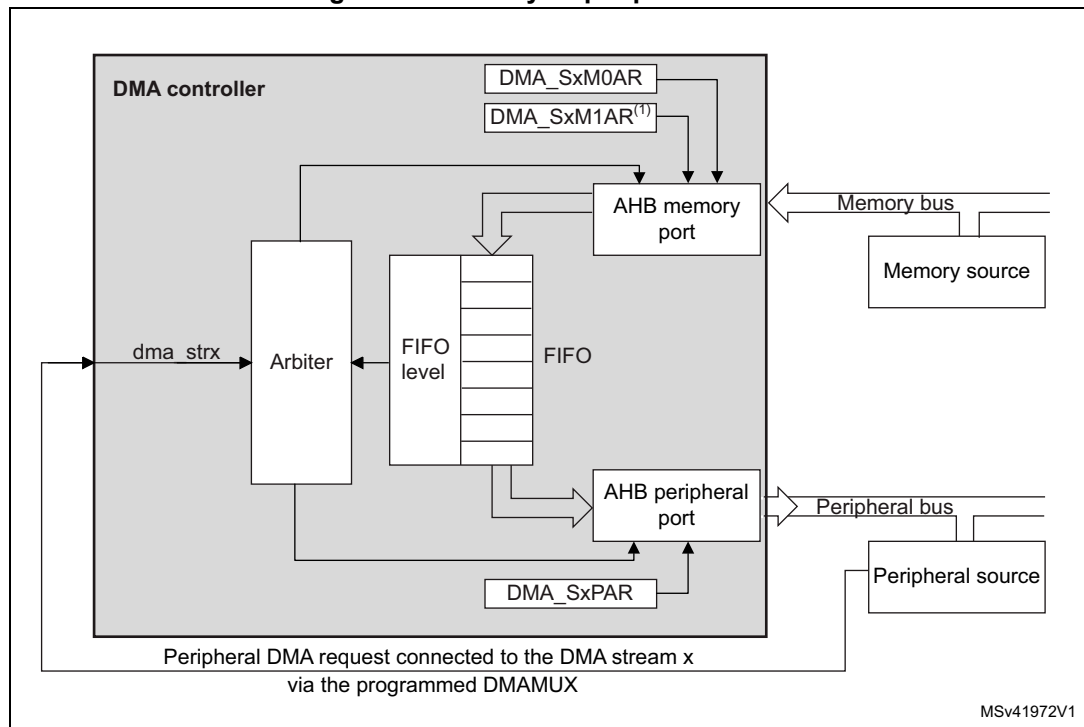 DMA controller
DMA_SxM0AR
DMA_SxM1AR(1)
AHB memory
port
Memory bus
Memory source
dma_strx
Arbiter
FIFO
level
FIFO
AHB peripheral
port
Peripheral bus
Peripheral source
DMA_SxPAR
Peripheral DMA request connected to the DMA stream x
via the programmed DMAMUX
MSv41972V1